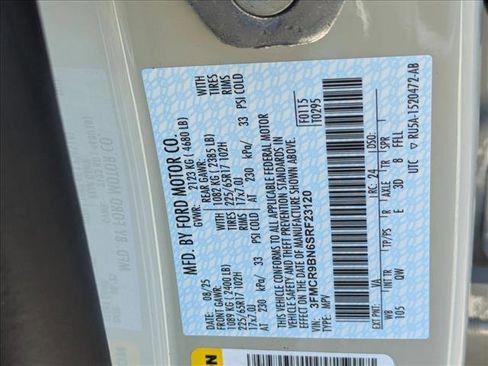 MFD. BY FORD MOTOR CO.
DATE: 08/25
GVWR: 2123 KG (4680 LB)
FRONT GAWR: 1089 KG (2400 LB)
REAR GAWR: 1082 KG (2385 LB)
WITH
225/65R17 102H TIRES
17x7.0J RIMS
AT 230 kPa/ 33 PSI COLD
WITH
225/65R17 102H TIRES
17x7.0J RIMS
AT 230 kPa/ 33 PSI COLD
THIS VEHICLE CONFORMS TO ALL APPLICABLE FEDERAL MOTOR
VEHICLE SAFETY AND THEFT PREVENTION STANDARDS
IN EFFECT ON THE DATE OF MANUFACTURE SHOWN ABOVE.
VIN: 3FMCR9BN6SRF23120
TYPE: MPV
F0115
T0295
EXT PNT: VA RC: 24 DSO:
WB INT TR TP/PS R AXLE TR SPR
105 QW E 3D 8 FFLL
UTC ▽ RU5A-1520472-AB